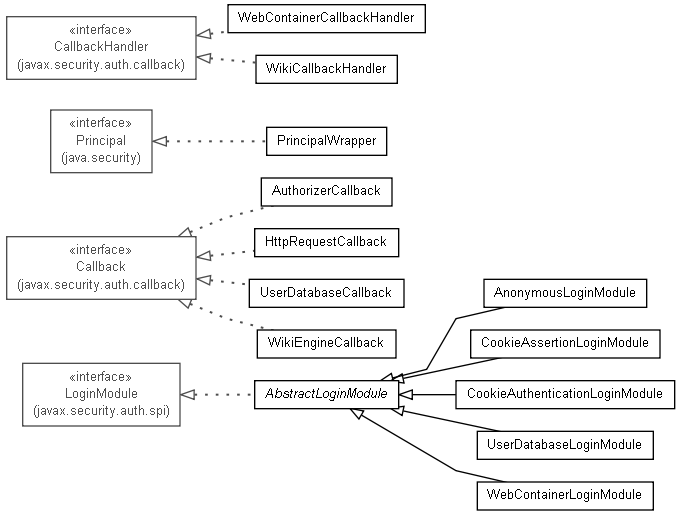 WebContainerCallbackHandler
«interface»
CallbackHandler
(javax.security.auth.callback)
WikiCallbackHandler
«interface»
Principal
(java.security)
PrincipalWrapper
AuthorizerCallback
HttpRequestCallback
«interface»
Callback
(javax.security.auth.callback)
UserDatabaseCallback
WikiEngineCallback
AnonymousLoginModule
CookieAssertionLoginModule
«interface»
LoginModule
(javax.security.auth.spi)
AbstractLoginModule
CookieAuthenticationLoginModule
UserDatabaseLoginModule
WebContainerLoginModule